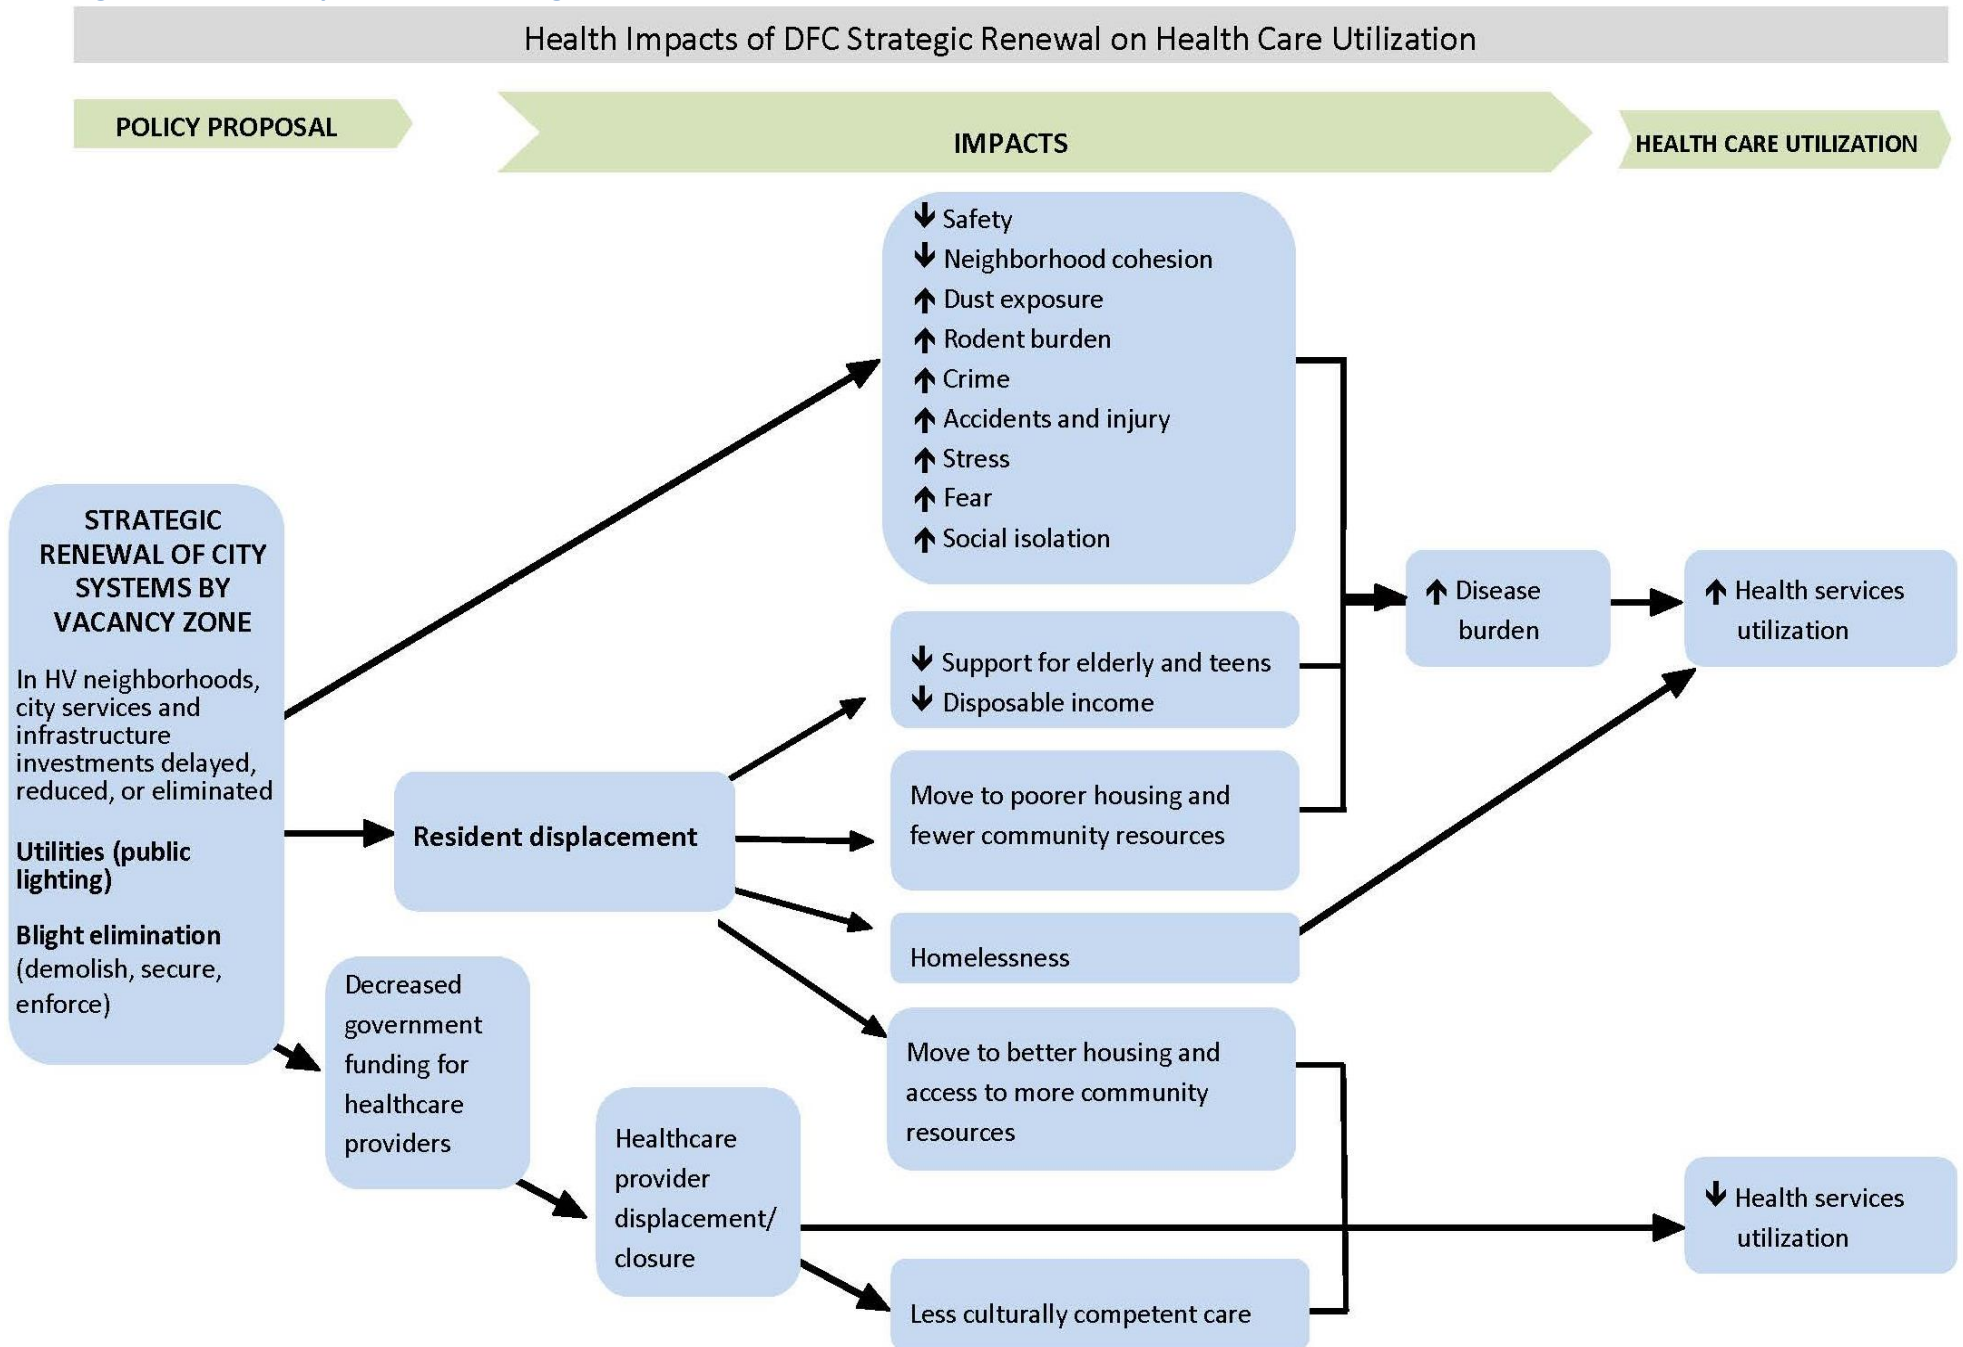 Health Impacts of DFC Strategic Renewal on Health Care Utilization
POLICY PROPOSAL
IMPACTS
HEALTH CARE UTILIZATION
↓ Safety
↓ Neighborhood cohesion
↑ Dust exposure
↑ Rodent burden
↑ Crime
↑ Accidents and injury
↑ Stress
↑ Fear
↑ Social isolation
STRATEGIC
RENEWAL OF CITY
SYSTEMS BY
VACANCY ZONE
In HV neighborhoods,
city services and
infrastructure
investments delayed,
reduced, or eliminated
Utilities (public
lighting)
Blight elimination
(demolish, secure,
enforce)
Resident displacement
↓ Support for elderly and teens
↓ Disposable income
Move to poorer housing and
fewer community resources
Homelessness
Move to better housing and
access to more community
resources
↑ Disease
burden
↑ Health services
utilization
Decreased
government
funding for
healthcare
providers
Healthcare
provider
displacement/
closure
Less culturally competent care
↓ Health services
utilization